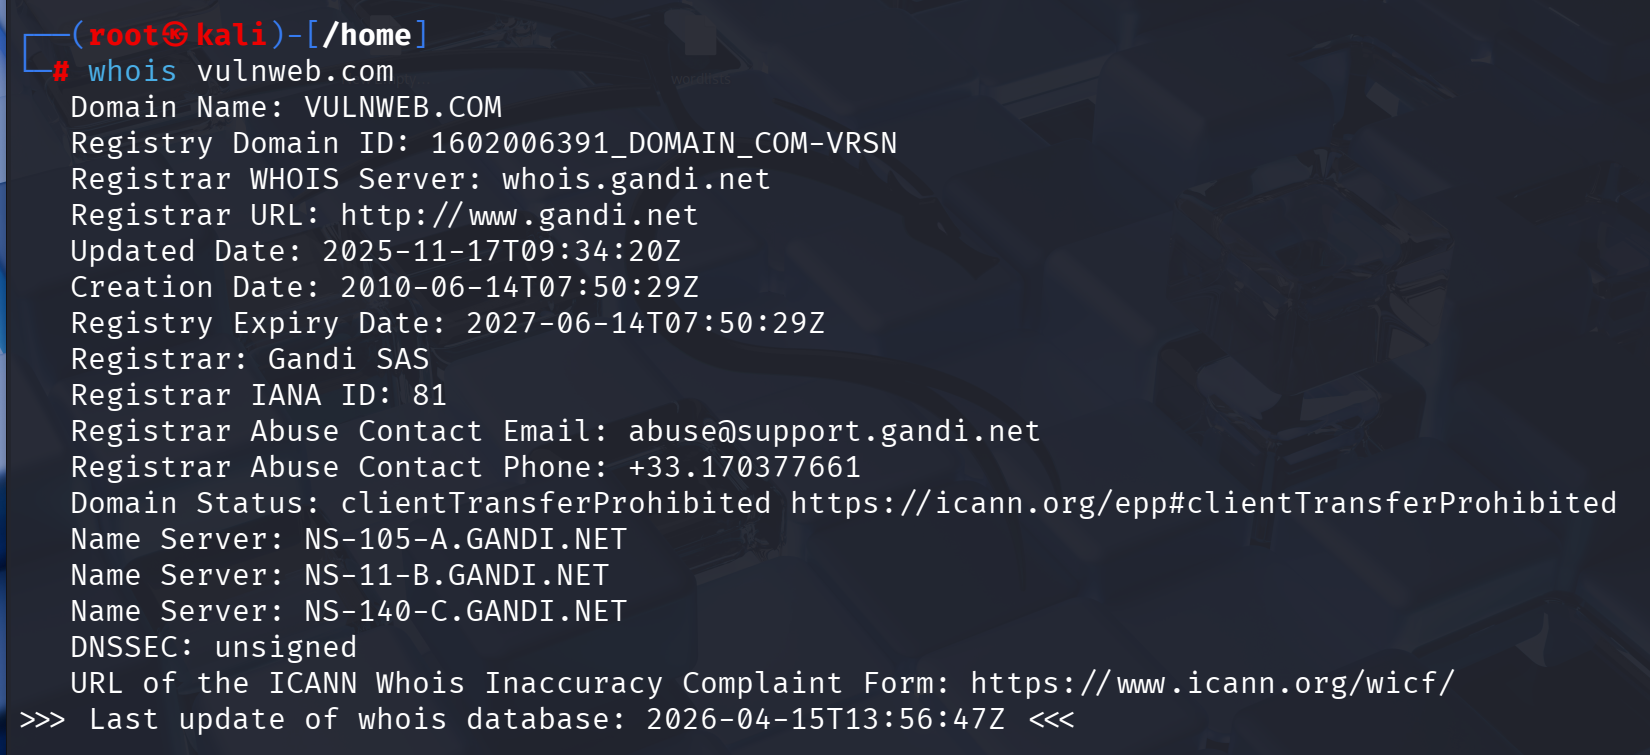 ┌──(root㉿kali)-[/home]
└─# whois vulnweb.com
wordlists
Domain Name: VULNWEB.COM
Registry Domain ID: 1602006391_DOMAIN_COM-VRSN
Registrar WHOIS Server: whois.gandi.net
Registrar URL: http://www.gandi.net
Updated Date: 2025-11-17T09:34:20Z
Creation Date: 2010-06-14T07:50:29Z
Registry Expiry Date: 2027-06-14T07:50:29Z
Registrar: Gandi SAS
Registrar IANA ID: 81
Registrar Abuse Contact Email: abuse@support.gandi.net
Registrar Abuse Contact Phone: +33.170377661
Domain Status: clientTransferProhibited https://icann.org/epp#clientTransferProhibited
Name Server: NS-105-A.GANDI.NET
Name Server: NS-11-B.GANDI.NET
Name Server: NS-140-C.GANDI.NET
DNSSEC: unsigned
URL of the ICANN Whois Inaccuracy Complaint Form: https://www.icann.org/wicf/
>>> Last update of whois database: 2026-04-15T13:56:47Z <<<